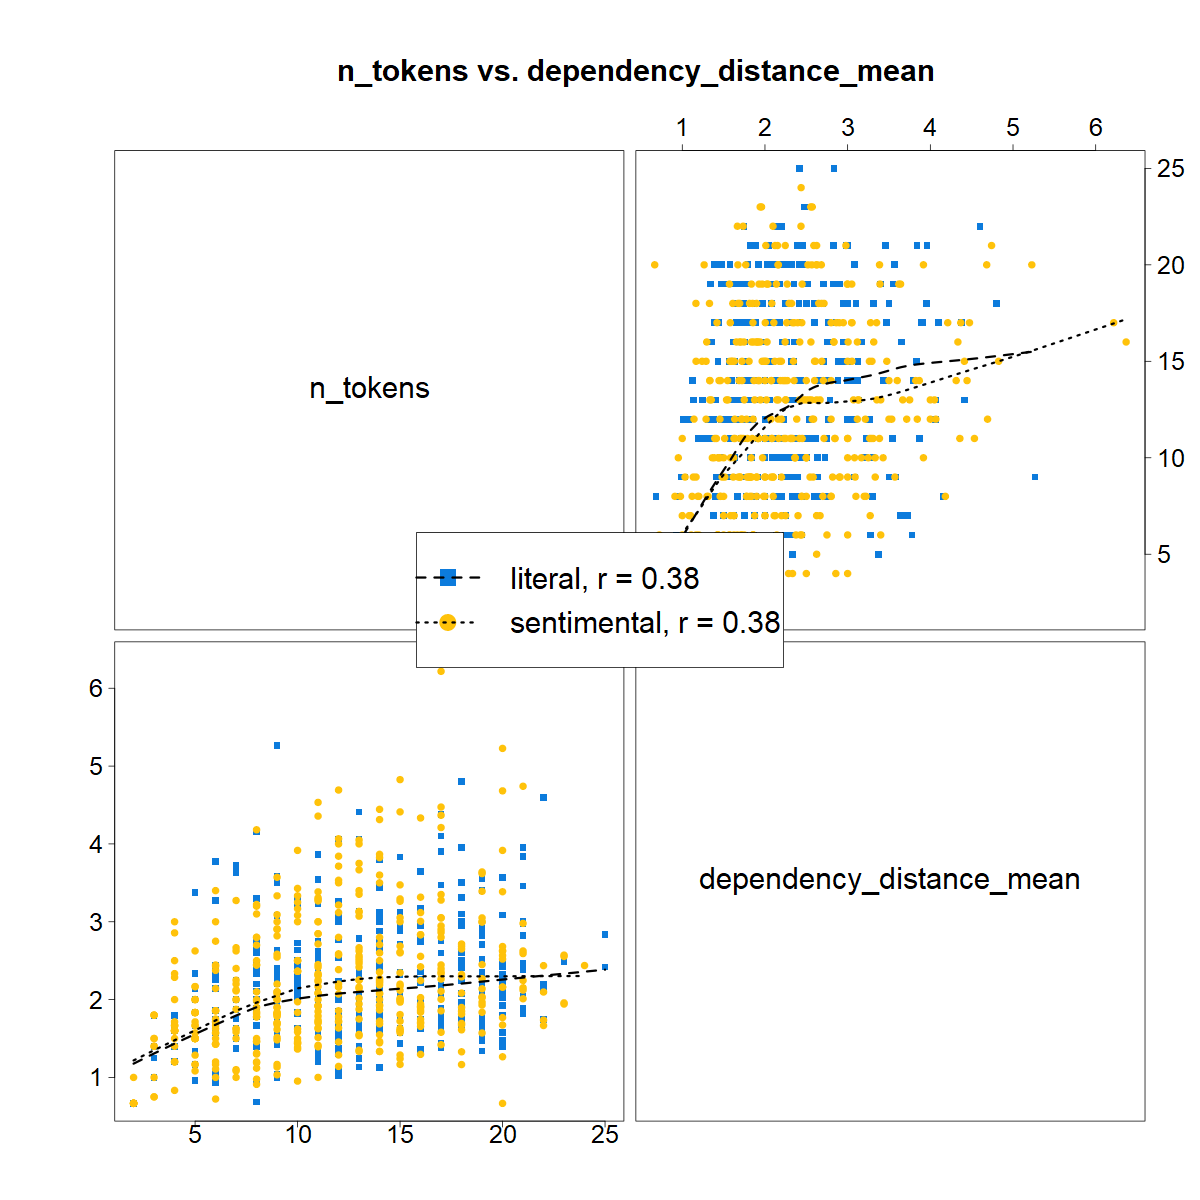 n_tokens vs. dependency_distance_mean
1 2 3 4 5 6
25
20
15
10
5
n_tokens
literal, r = 0.38
sentimental, r = 0.38
6
5
4
3
2
1
dependency_distance_mean
5 10 15 20 25